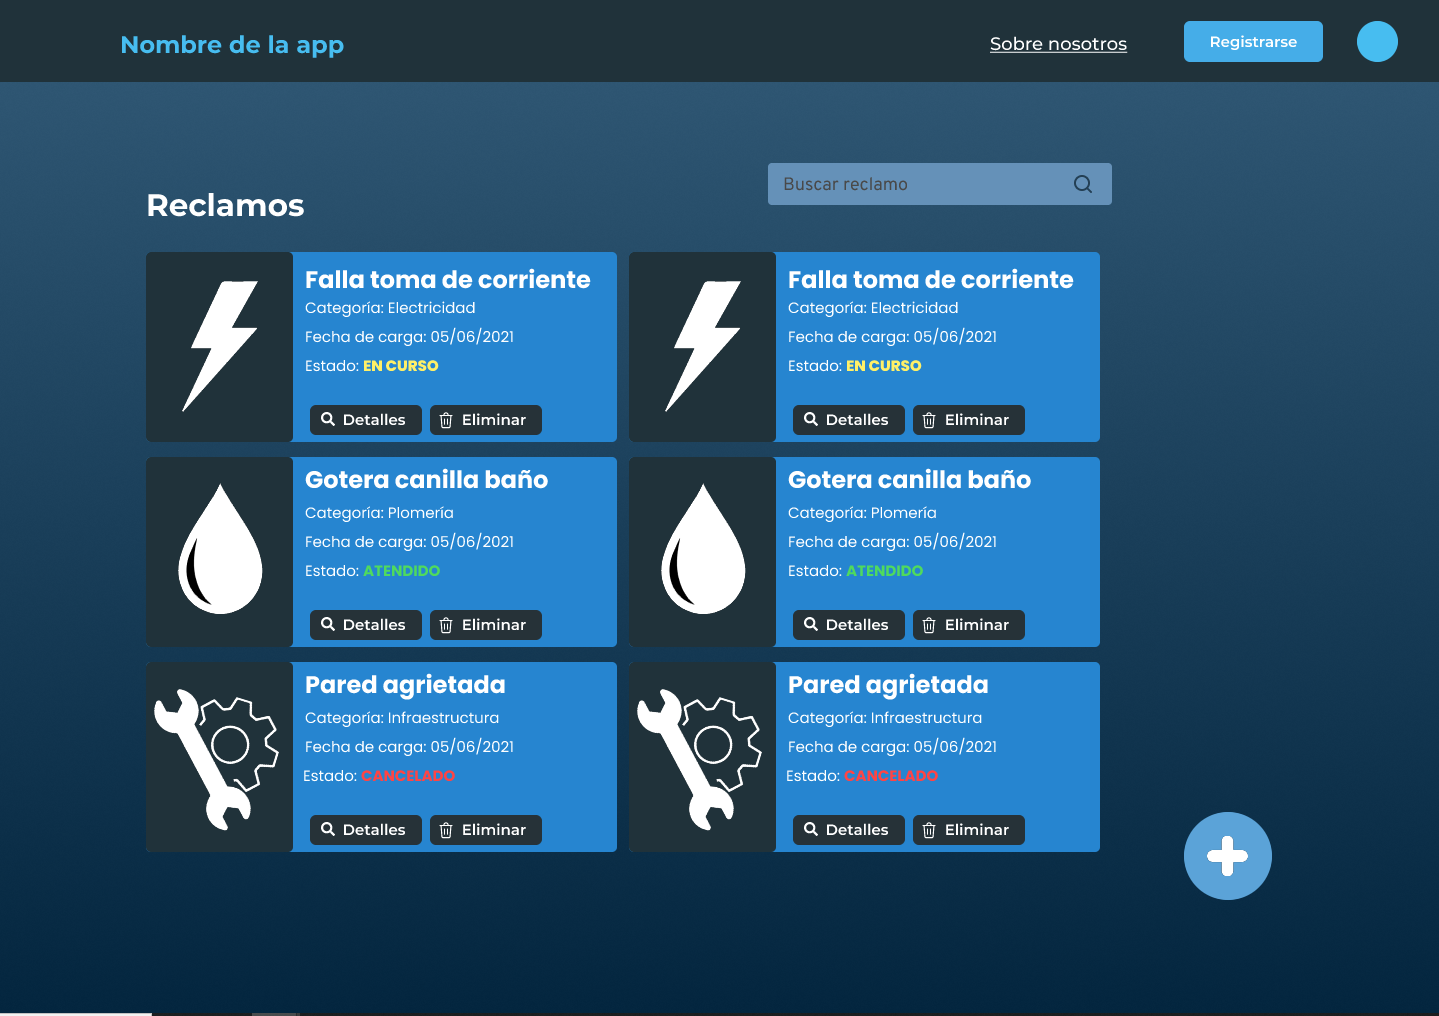 Nombre de la app
Sobre nosotros
Registrarse
Buscar reclamo
Reclamos
Falla toma de corriente
Categoría: Electricidad
Fecha de carga: 05/06/2021
Estado: EN CURSO
Detalles
Eliminar
Falla toma de corriente
Categoría: Electricidad
Fecha de carga: 05/06/2021
Estado: EN CURSO
Detalles
Eliminar
Gotera canilla baño
Categoría: Plomería
Fecha de carga: 05/06/2021
Estado: ATENDIDO
Detalles
Eliminar
Gotera canilla baño
Categoría: Plomería
Fecha de carga: 05/06/2021
Estado: ATENDIDO
Detalles
Eliminar
Pared agrietada
Categoría: Infraestructura
Fecha de carga: 05/06/2021
Estado: CANCELADO
Detalles
Eliminar
Pared agrietada
Categoría: Infraestructura
Fecha de carga: 05/06/2021
Estado: CANCELADO
Detalles
Eliminar